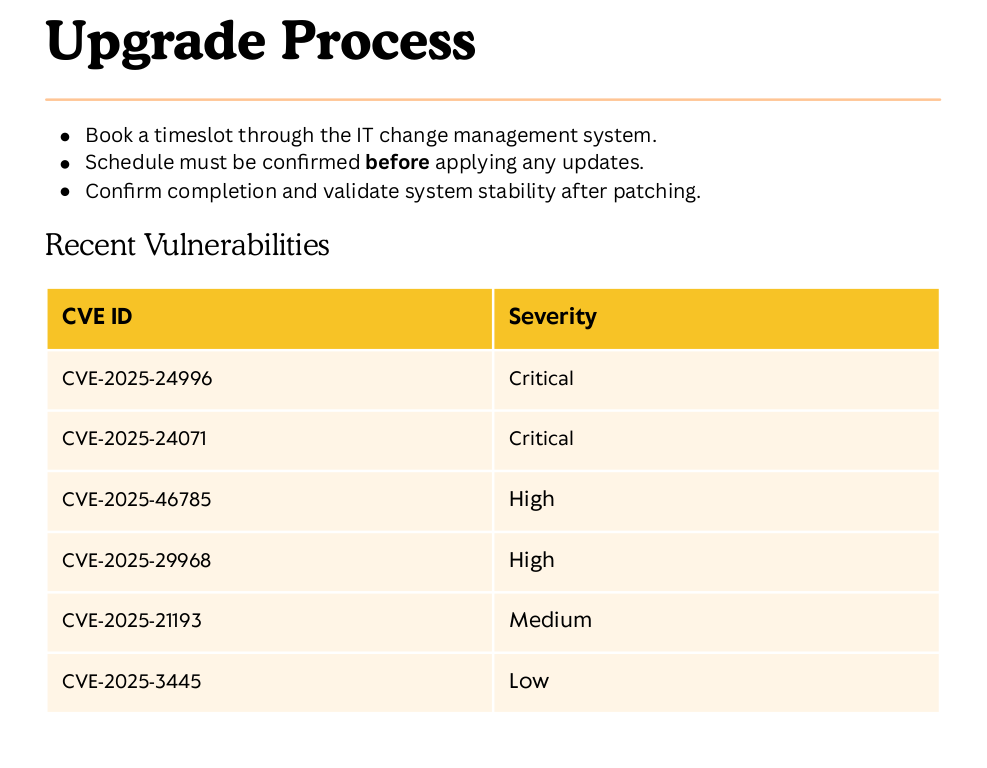 Upgrade Process
● Book a timeslot through the IT change management system.
● Schedule must be confirmed before applying any updates.
● Confirm completion and validate system stability after patching.
Recent Vulnerabilities
CVE ID Severity
CVE-2025-24996 Critical
CVE-2025-24071 Critical
CVE-2025-46785 High
CVE-2025-29968 High
CVE-2025-21193 Medium
CVE-2025-3445 Low